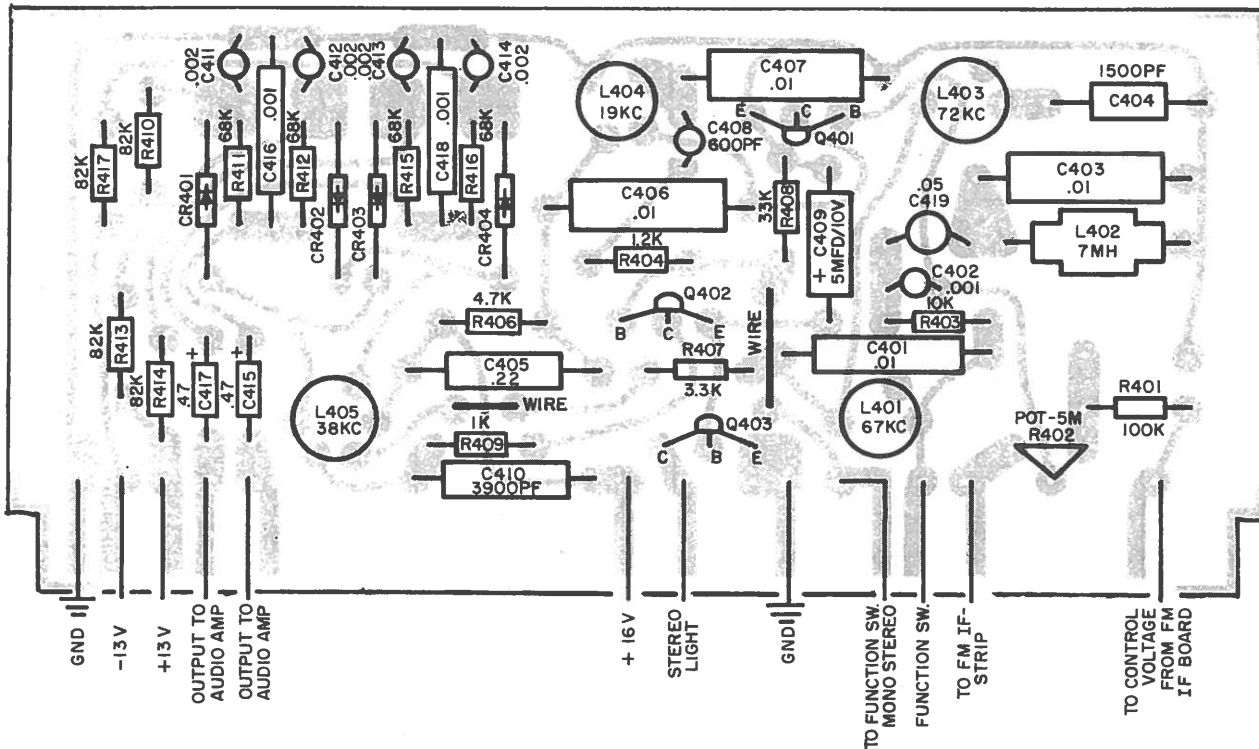 .002
C411
C412
.002
.002
C413
C414
.002
82K
R417
82K
R410
CR401
68K
R411
C416 .001
68K
R412
CR402
CR403
68K
R415
C418 .001
68K
R416
CR404
L404
19KC
C407
.01
E
C
B
Q401
C408
600PF
L403
72KC
1500PF
C404
C406
.01
33K
R408
+ C409
5MFD/10V
.05
C419
C403
.01
1.2K
R404
L402
7MH
C402
.001
10K
R403
Q402
B
C
E
4.7K
R406
R407
3.3K
WIRE
C401
.01
82K
R413
82K
R414
+
.47
C417
+
.47
C415
L405
38KC
C405
.22
WIRE
1K
R409
C410
3900PF
Q403
C
B
E
L401
67KC
POT-5M
R402
R401
100K
GND
-13V
+13V
OUTPUT TO
AUDIO AMP
OUTPUT TO
AUDIO AMP
+ 16V
STEREO
LIGHT
GND
TO FUNCTION SW.
MONO STEREO
FUNCTION SW.
TO FM IF-
STRIP
TO CONTROL
VOLTAGE
FROM FM
IF BOARD